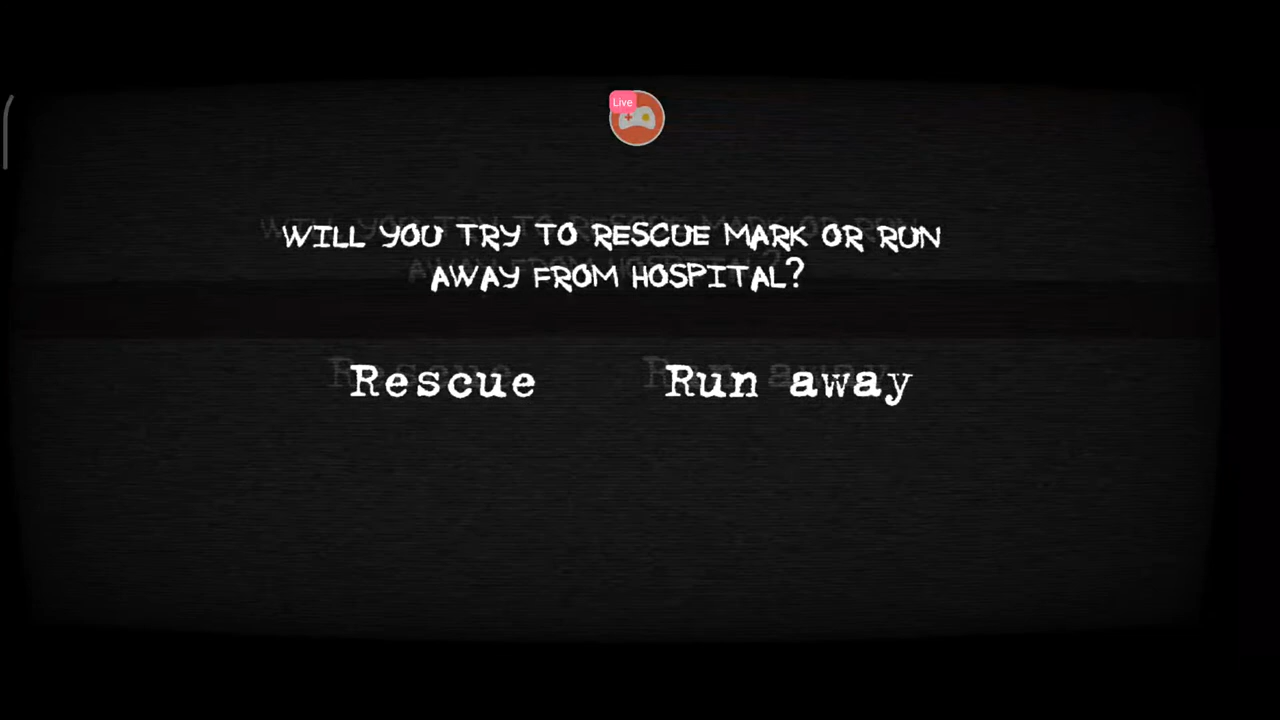 Live
WILL YOU TRY TO RESCUE MARK OR RUN
AWAY FROM HOSPITAL?
Rescue Run away